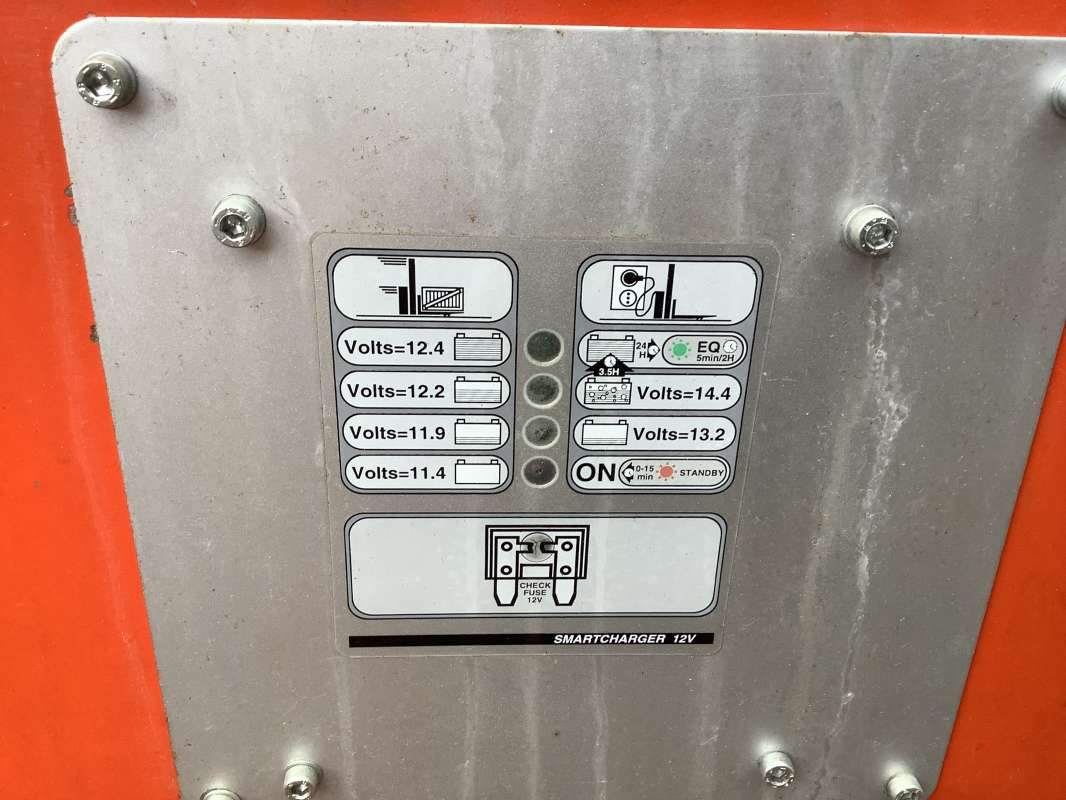 Volts=12.4
Volts=12.2
Volts=11.9
Volts=11.4
24
H
EQ
5min/2H
3.5H
Volts=14.4
Volts=13.2
ON
0-15
min
STANDBY
CHECK
FUSE
12V
SMARTCHARGER 12V